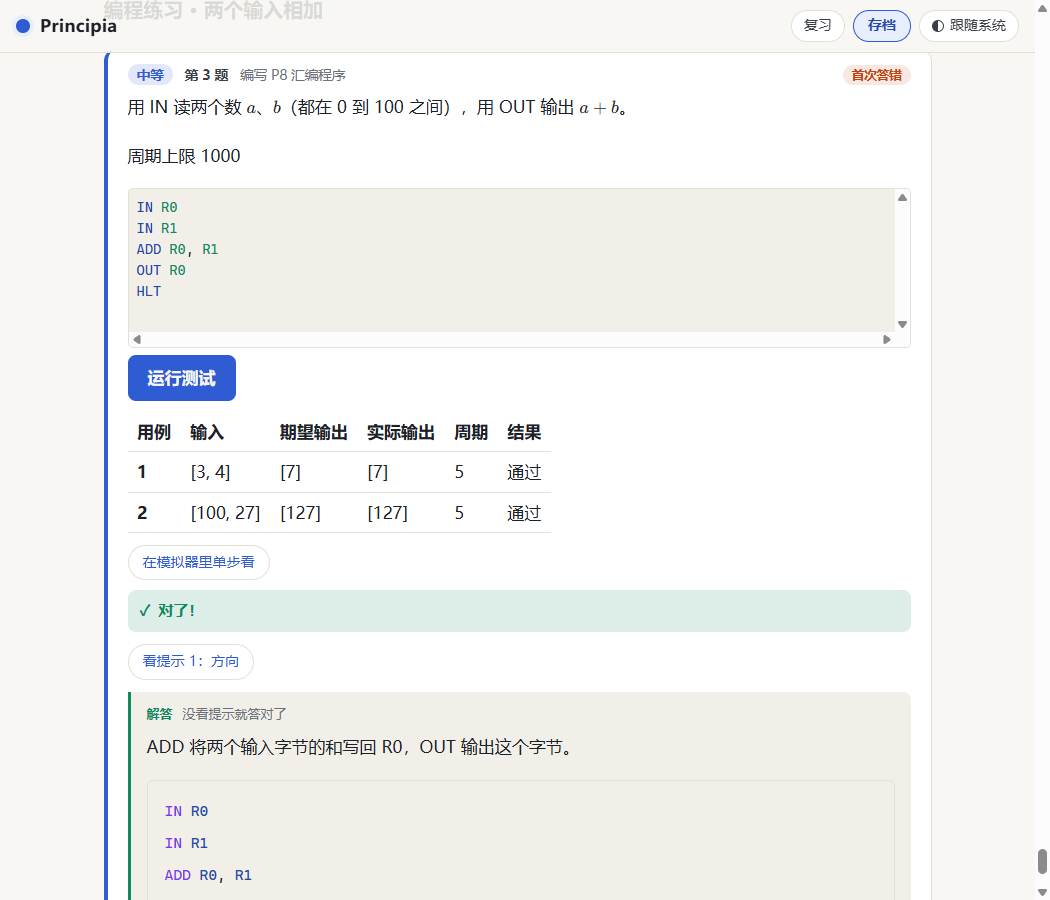 编程练习 • 两个输入相加
Principia
复习
存档
跟随系统
中等 第 3 题 编写 P8 汇编程序
首次答错
用 IN 读两个数 a、b（都在 0 到 100 之间），用 OUT 输出 a + b。
周期上限 1000
IN R0
IN R1
ADD R0, R1
OUT R0
HLT
运行测试
用例 输入 期望输出 实际输出 周期 结果
1 [3, 4] [7] [7] 5 通过
2 [100, 27] [127] [127] 5 通过
在模拟器里单步看
✓ 对了！
看提示 1：方向
解答 没看提示就答对了
ADD 将两个输入字节的和写回 R0，OUT 输出这个字节。
IN R0
IN R1
ADD R0, R1